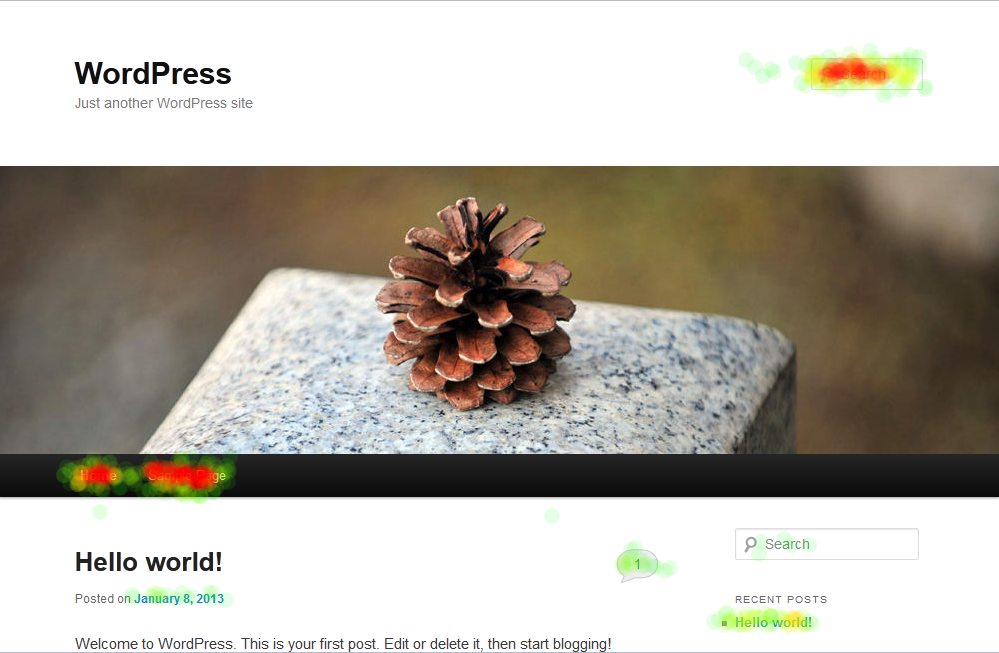 WordPress
Just another WordPress site
Search
Home Sample Page
Hello world!
1
Posted on January 8, 2013
Welcome to WordPress. This is your first post. Edit or delete it, then start blogging!
Search
RECENT POSTS
Hello world!